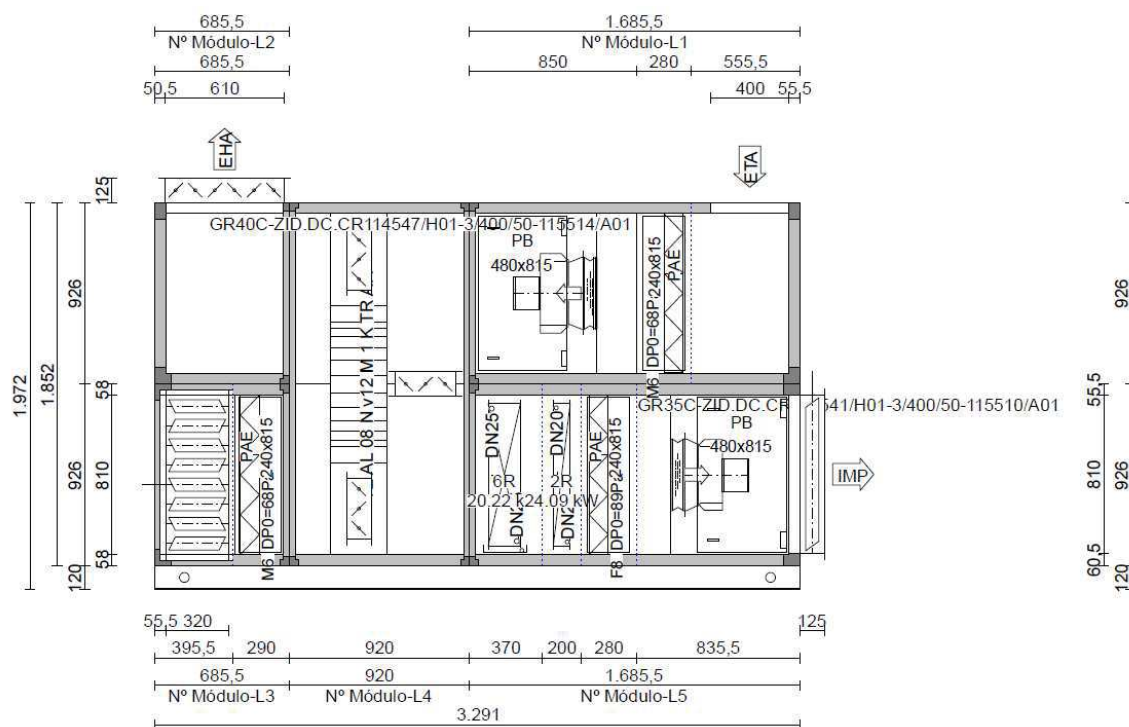 685,5
1.685,5
Nº Módulo-L2
Nº Módulo-L1
685,5
850
280
555,5
50,5
610
400
55,5
EHA
ETA
125
GR40C-ZID.DC.CR114547/H01-3/400/50-115514/A01
PB
480x815
PAE
M6 DP0=68Pa 240x815
1.972
1.852
926
58
926
810
58
120
AL 08 N v12 M 1 K TR
926
55,5
810
926
60,5
120
GR35C-ZID.DC.CR
541/H01-3/400/50-115510/A01
PB
480x815
PAE
M6 DP0=68Pa 240x815
DN25
6R
20.22 k
DN2
DN20
2R
24.09 kW
DN2
PAE
F8 DP0=89Pa 240x815
IMP
55,5
320
125
395,5
290
920
370
200
280
835,5
685,5
920
1.685,5
Nº Módulo-L3
Nº Módulo-L4
Nº Módulo-L5
3.291